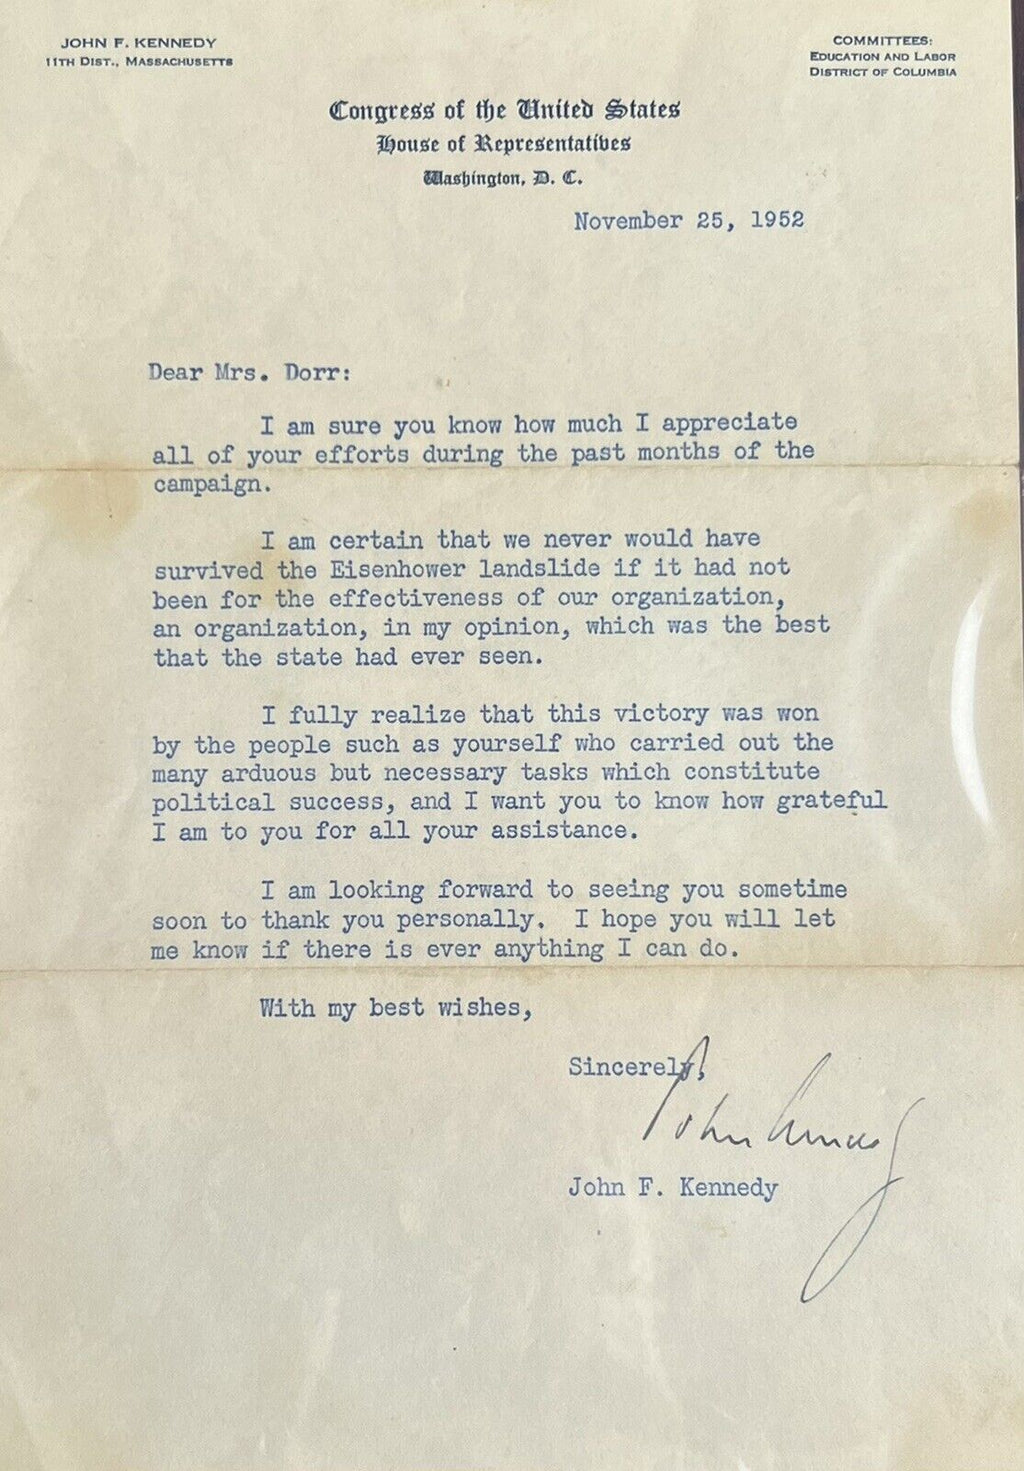 JOHN F. KENNEDY
11TH DIST., MASSACHUSETTS
COMMITTEES:
EDUCATION AND LABOR
DISTRICT OF COLUMBIA
Congress of the United States
House of Representatives
Washington, D. C.
November 25, 1952
Dear Mrs. Dorr:
I am sure you know how much I appreciate
all of your efforts during the past months of the
campaign.
I am certain that we never would have
survived the Eisenhower landslide if it had not
been for the effectiveness of our organization,
an organization, in my opinion, which was the best
that the state had ever seen.
I fully realize that this victory was won
by the people such as yourself who carried out the
many arduous but necessary tasks which constitute
political success, and I want you to know how grateful
I am to you for all your assistance.
I am looking forward to seeing you sometime
soon to thank you personally. I hope you will let
me know if there is ever anything I can do.
With my best wishes,
Sincerely,
John Kennedy
John F. Kennedy